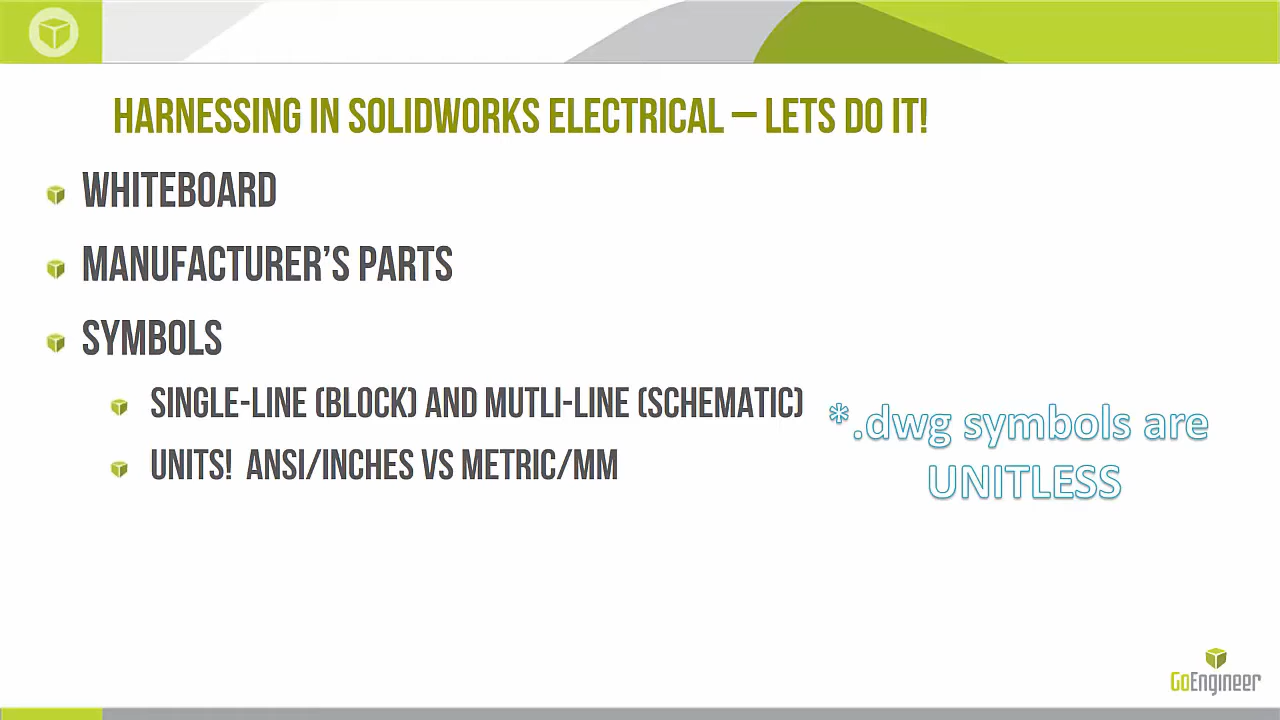 HARNESSING IN SOLIDWORKS ELECTRICAL – LETS DO IT!
WHITEBOARD
MANUFACTURER’S PARTS
SYMBOLS
SINGLE-LINE (BLOCK) AND MUTLI-LINE (SCHEMATIC)
UNITS! ANSI/INCHES VS METRIC/MM
*.dwg symbols are
UNITLESS
GoEngineer